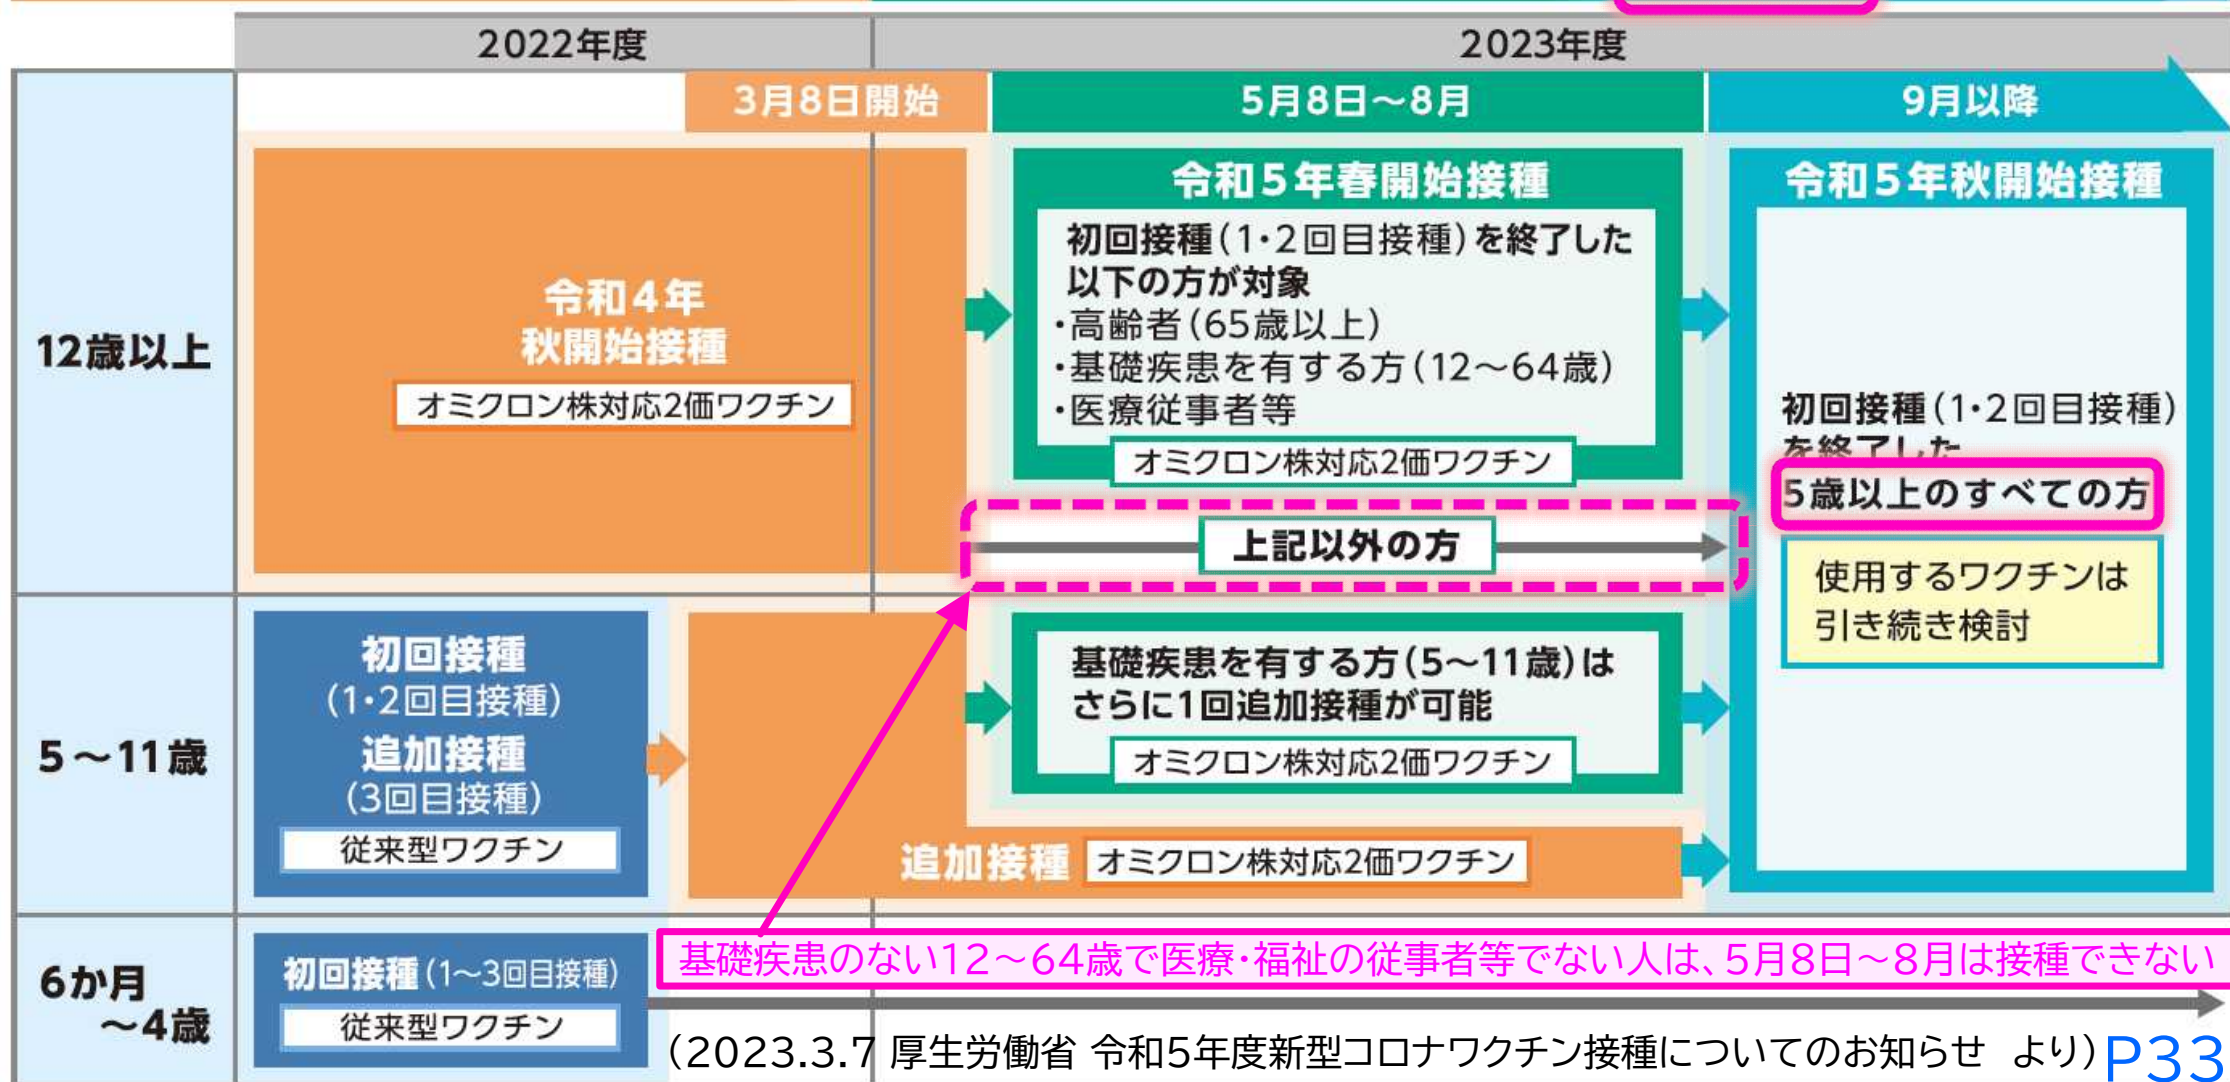 2022年度
2023年度
3月8日開始
5月8日～8月
9月以降
12歳以上
令和4年
秋開始接種
オミクロン株対応2価ワクチン
令和5年春開始接種
初回接種(1・2回目接種)を終了した
以下の方が対象
・高齢者(65歳以上)
・基礎疾患を有する方(12～64歳)
・医療従事者等
オミクロン株対応2価ワクチン
上記以外の方
令和5年秋開始接種
初回接種(1・2回目接種)
を終了した
5歳以上のすべての方
使用するワクチンは
引き続き検討
5～11歳
初回接種
(1・2回目接種)
追加接種
(3回目接種)
従来型ワクチン
基礎疾患を有する方(5～11歳)は
さらに1回追加接種が可能
オミクロン株対応2価ワクチン
追加接種 オミクロン株対応2価ワクチン
6か月
～4歳
初回接種(1～3回目接種)
従来型ワクチン
基礎疾患のない12～64歳で医療・福祉の従事者等でない人は、5月8日～8月は接種できない
(2023.3.7 厚生労働省 令和5年度新型コロナワクチン接種についてのお知らせ より)
P33